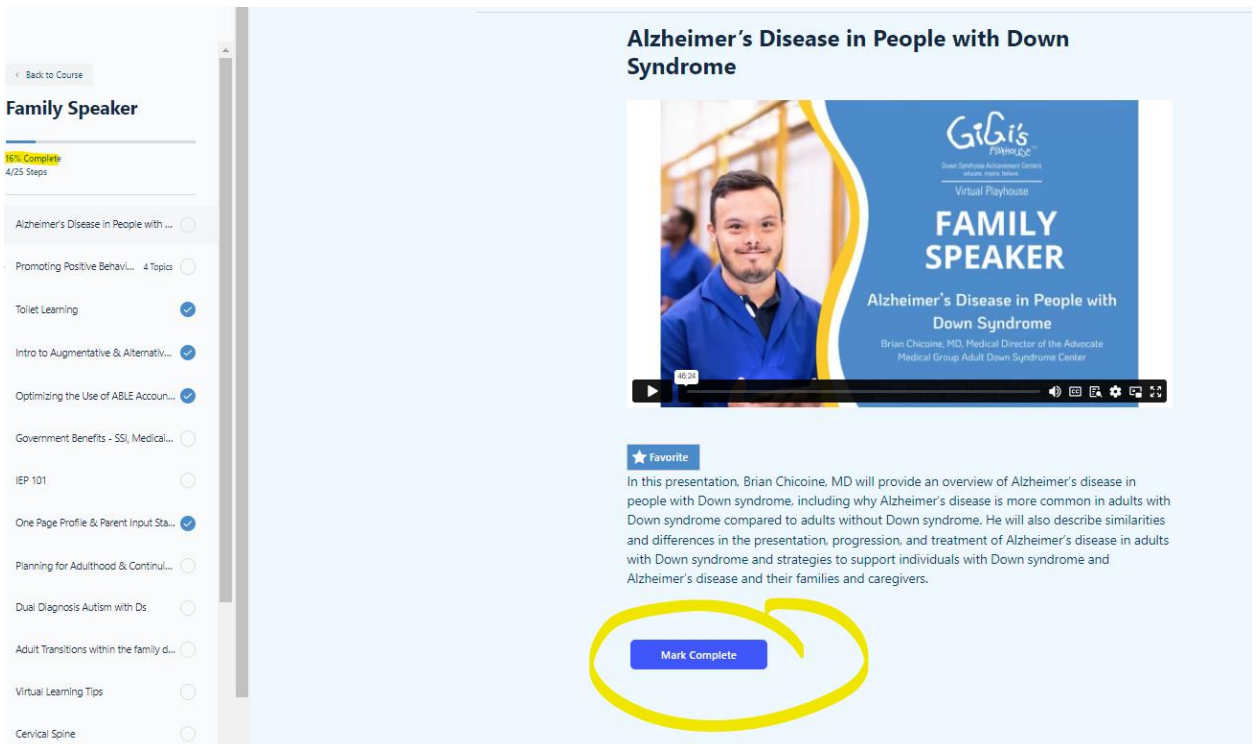 Back to Course
Family Speaker
16% Complete
4/25 Steps
Alzheimer's Disease in People with ...
Promoting Positive Behavi... 4 Topics
Toilet Learning
Intro to Augmentative & Alternativ...
Optimizing the Use of ABLE Accoun...
Government Benefits - SSI, Medicai...
IEP 101
One Page Profile & Parent Input Sta...
Planning for Adulthood & Continui...
Dual Diagnosis Autism with Ds
Adult Transitions within the family d...
Virtual Learning Tips
Cervical Spine
Alzheimer's Disease in People with Down
Syndrome
GiGi's
PLAYHOUSE
Down Syndrome Achievement Centers
educate. inspire. believe.
Virtual Playhouse
FAMILY
SPEAKER
Alzheimer's Disease in People with
Down Syndrome
Brian Chicoine, MD, Medical Director of the Advocate
Medical Group Adult Down Syndrome Center
46:24
CC
Favorite
In this presentation, Brian Chicoine, MD will provide an overview of Alzheimer's disease in
people with Down syndrome, including why Alzheimer's disease is more common in adults with
Down syndrome compared to adults without Down syndrome. He will also describe similarities
and differences in the presentation, progression, and treatment of Alzheimer's disease in adults
with Down syndrome and strategies to support individuals with Down syndrome and
Alzheimer's disease and their families and caregivers.
Mark Complete